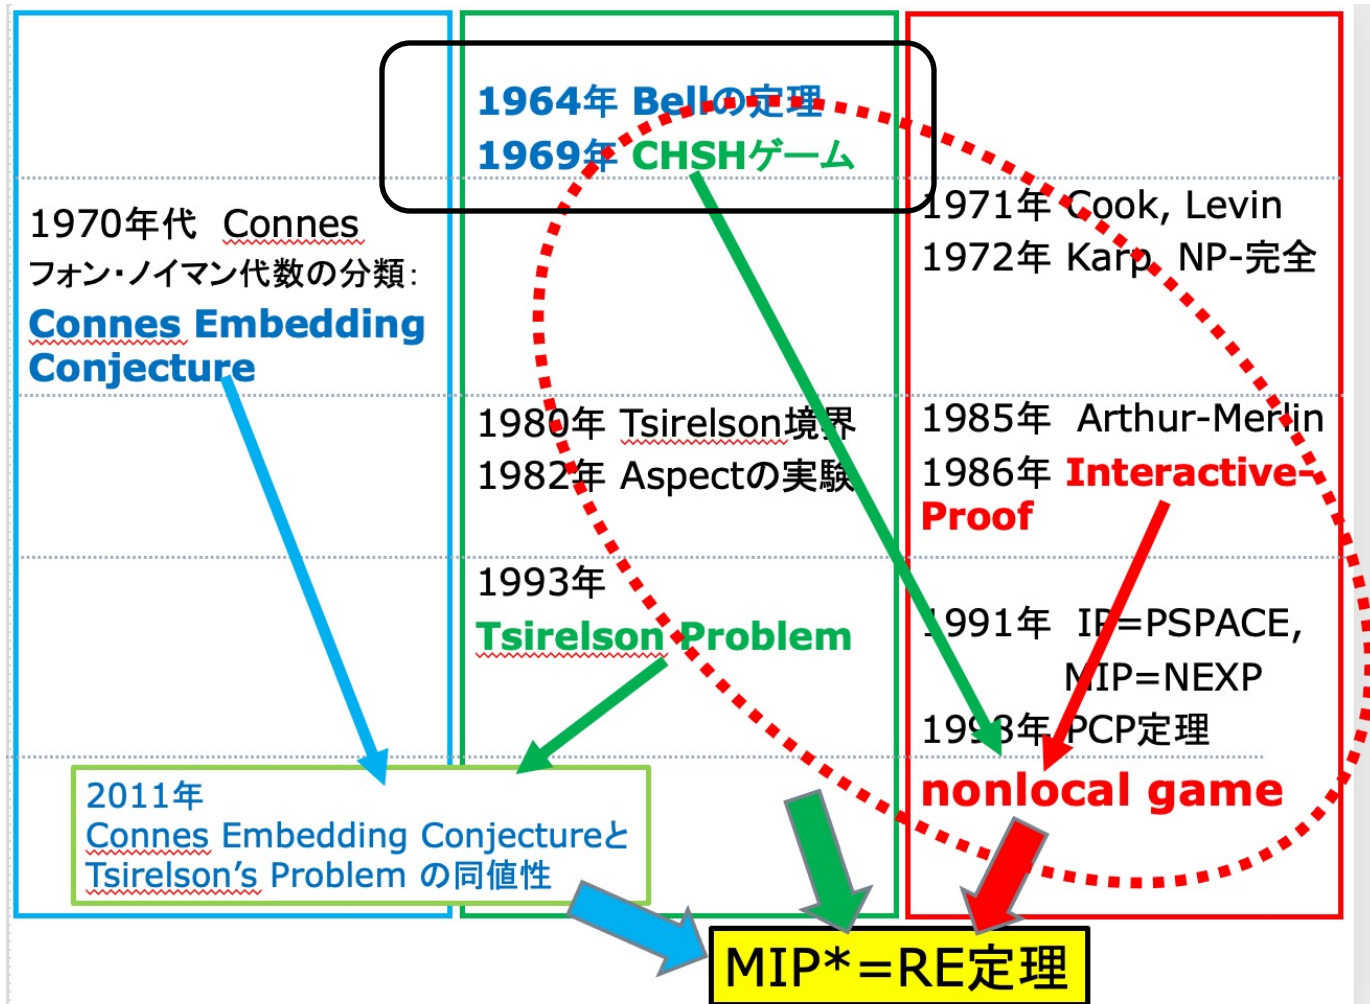 1964年 Bellの定理
1969年 CHSHゲーム
1970年代 Connes
フォン・ノイマン代数の分類:
Connes Embedding
Conjecture
1971年 Cook, Levin
1972年 Karp, NP-完全
1980年 Tsirelson境界
1982年 Aspectの実験
1985年 Arthur-Merlin
1986年 Interactive-
Proof
1993年
Tsirelson Problem
1991年 IP=PSPACE,
MIP=NEXP
1998年 PCP定理
nonlocal game
2011年
Connes Embedding Conjectureと
Tsirelson’s Problem の同値性
MIP*=RE定理